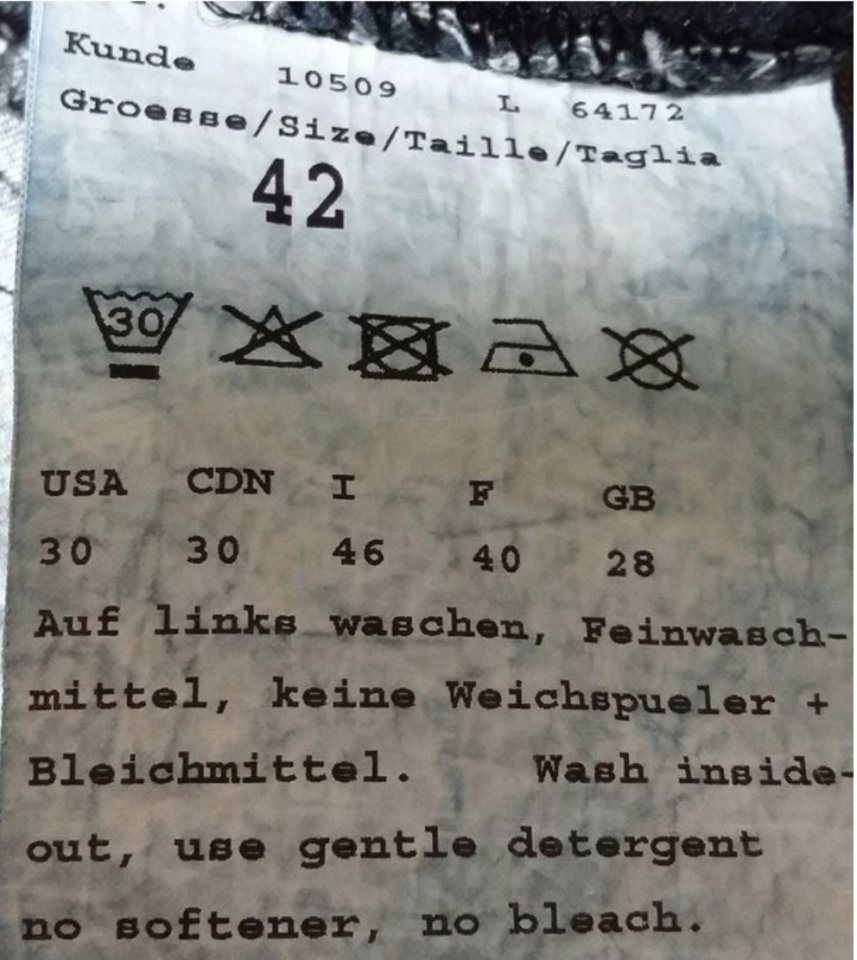 Kunde 10509 L 64172
Groesse/Size/Taille/Taglia
42
30
USA CDN I F GB
30 30 46 40 28
Auf links waschen, Feinwasch-
mittel, keine Weichspueler +
Bleichmittel. Wash inside-
out, use gentle detergent
no softener, no bleach.